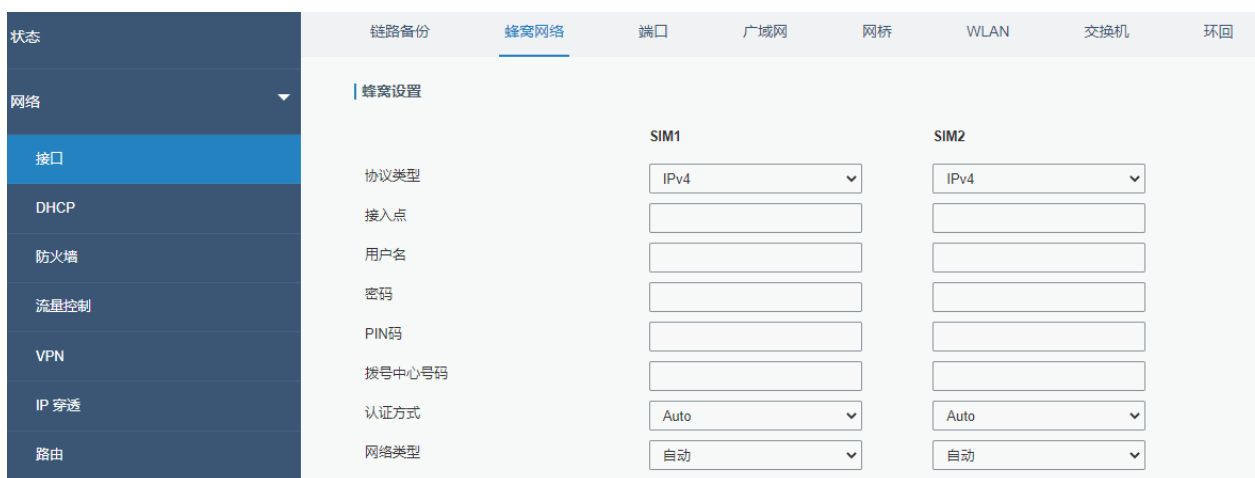 状态
网络
接口
DHCP
防火墙
流量控制
VPN
IP 穿透
路由
链路备份 蜂窝网络 端口 广域网 网桥 WLAN 交换机 环回
蜂窝设置
SIM1 SIM2
协议类型 IPv4 IPv4
接入点
用户名
密码
PIN码
拨号中心号码
认证方式 Auto Auto
网络类型 自动 自动